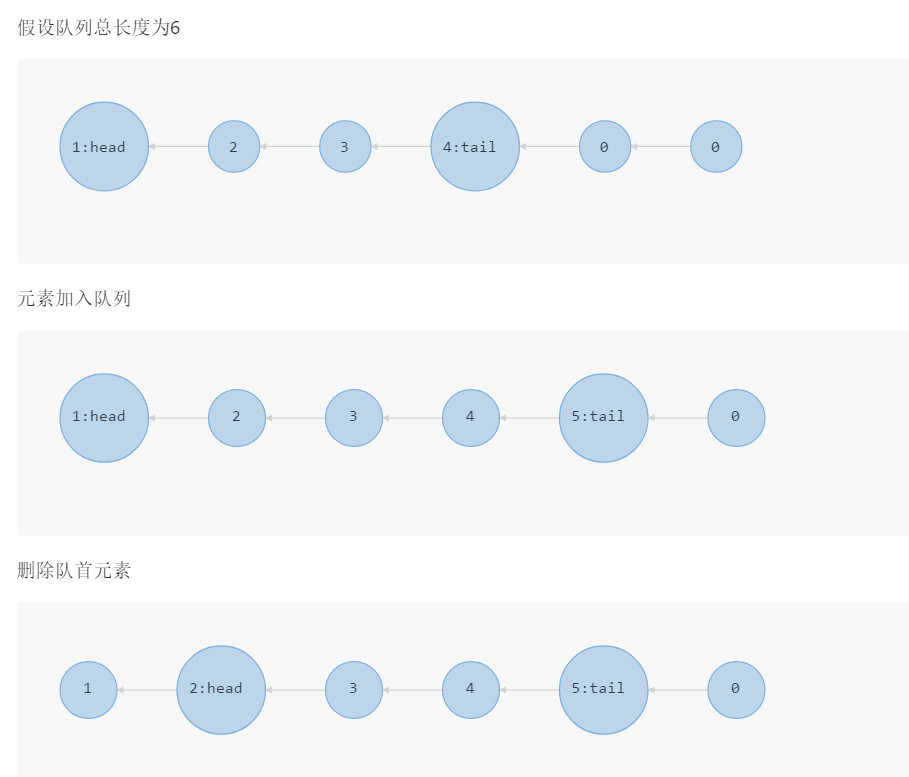 假设队列总长度为6
1:head 2 3 4:tail 0 0
元素加入队列
1:head 2 3 4 5:tail 0
删除队首元素
1 2:head 3 4 5:tail 0